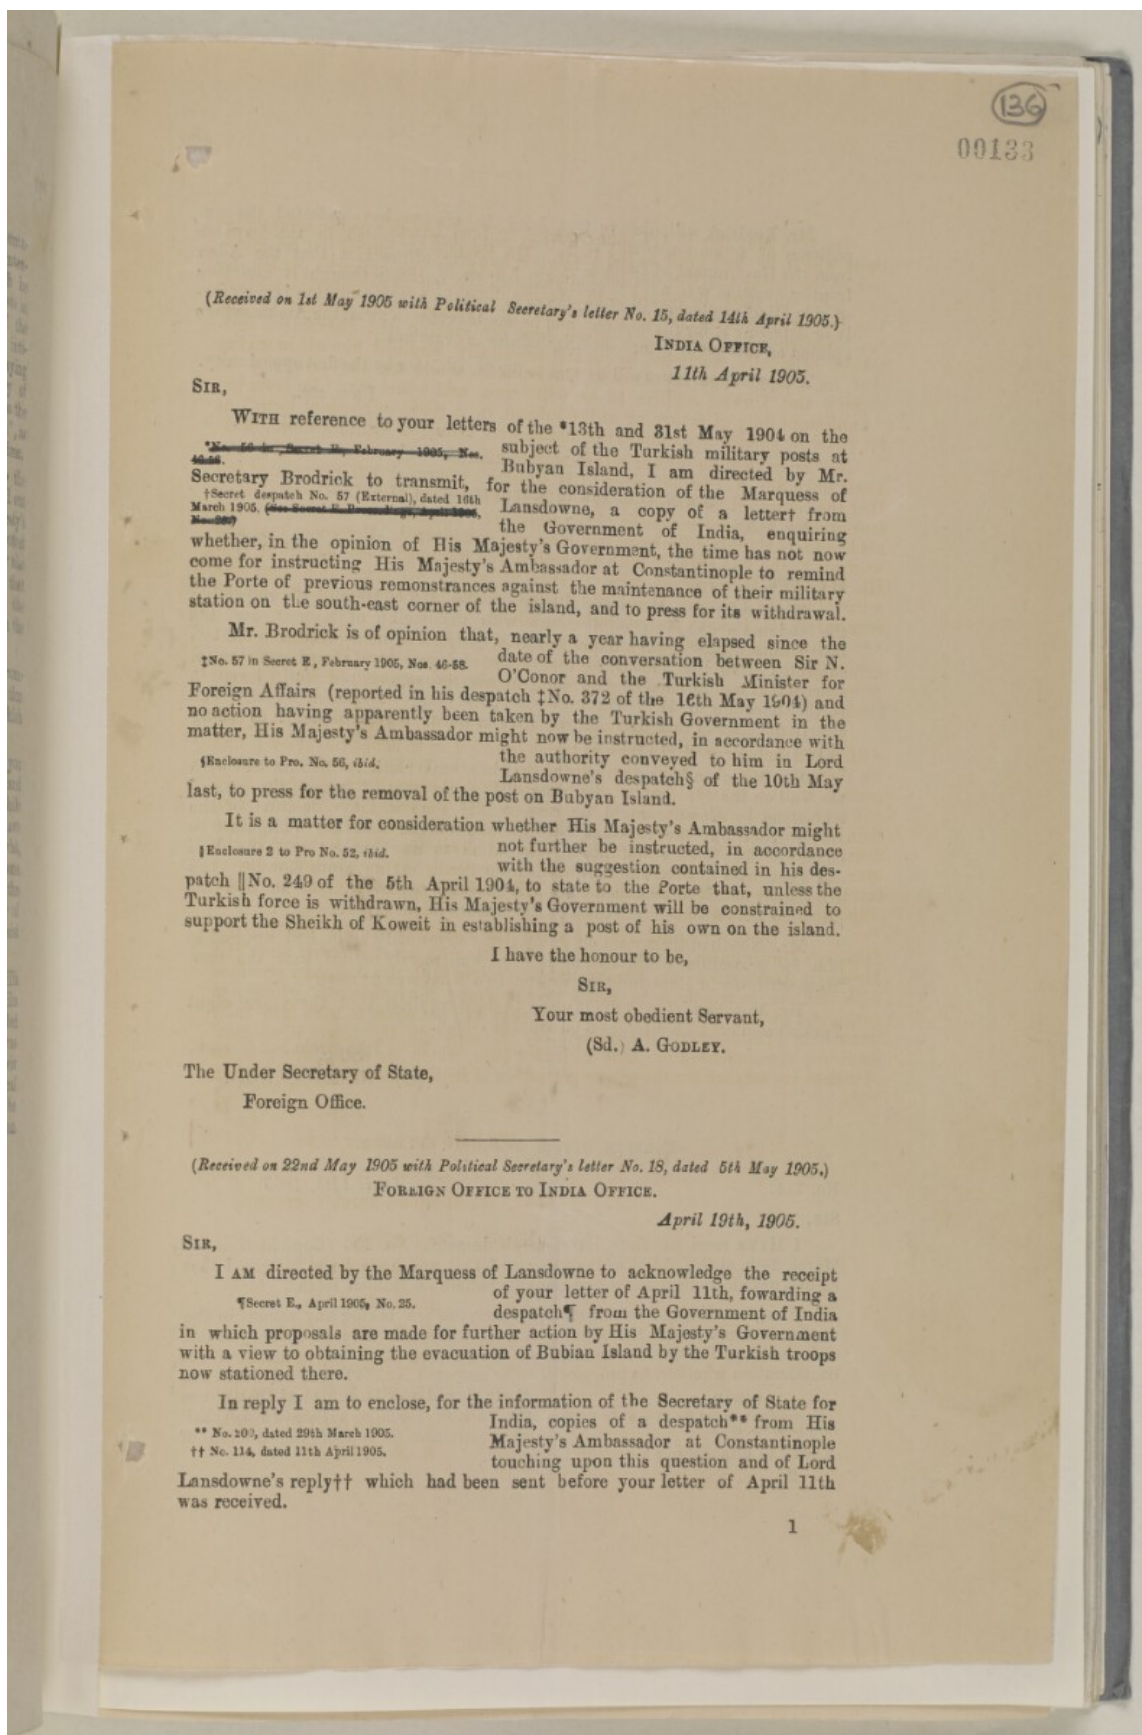 136
00133
(Received on 1st May 1905 with Political Secretary's letter No. 15, dated 14th April 1905.)
INDIA OFFICE,
11th April 1905.
SIR,
WITH reference to your letters of the *13th and 31st May 1904 on the
*No. 56 in Secret E., February 1905, Nos.
46-58.
subject of the Turkish military posts at
Bubyan Island, I am directed by Mr.
Secretary Brodrick to transmit, for the consideration of the Marquess of
†Secret despatch No. 57 (External), dated 16th
March 1905. (See Secret E. Proceedings, April 1905,
Lansdowne, a copy of a letter† from
the Government of India, enquiring
whether, in the opinion of His Majesty's Government, the time has not now
come for instructing His Majesty's Ambassador at Constantinople to remind
the Porte of previous remonstrances against the maintenance of their military
station on the south-east corner of the island, and to press for its withdrawal.
Mr. Brodrick is of opinion that, nearly a year having elapsed since the
‡No. 57 in Secret E, February 1905, Nos. 46-58.
date of the conversation between Sir N.
O'Conor and the Turkish Minister for
Foreign Affairs (reported in his despatch ‡No. 372 of the 16th May 1904) and
no action having apparently been taken by the Turkish Government in the
matter, His Majesty's Ambassador might now be instructed, in accordance with
§Enclosure to Pro. No. 56, ibid.
the authority conveyed to him in Lord
Lansdowne's despatch§ of the 10th May
last, to press for the removal of the post on Bubyan Island.
It is a matter for consideration whether His Majesty's Ambassador might
‖Enclosure 2 to Pro No. 52, ibid.
not further be instructed, in accordance
with the suggestion contained in his des-
patch ‖No. 249 of the 5th April 1904, to state to the Porte that, unless the
Turkish force is withdrawn, His Majesty's Government will be constrained to
support the Sheikh of Koweit in establishing a post of his own on the island.
I have the honour to be,
SIR,
Your most obedient Servant,
(Sd.) A. GODLEY.
The Under Secretary of State,
Foreign Office.
(Received on 22nd May 1905 with Political Secretary's letter No. 18, dated 5th May 1905.)
FOREIGN OFFICE TO INDIA OFFICE.
April 19th, 1905.
SIR,
I AM directed by the Marquess of Lansdowne to acknowledge the receipt
¶Secret E., April 1905, No. 25.
of your letter of April 11th, fowarding a
despatch¶ from the Government of India
in which proposals are made for further action by His Majesty's Government
with a view to obtaining the evacuation of Bubian Island by the Turkish troops
now stationed there.
In reply I am to enclose, for the information of the Secretary of State for
** No. 200, dated 29th March 1905.
†† No. 114, dated 11th April 1905.
India, copies of a despatch** from His
Majesty's Ambassador at Constantinople
touching upon this question and of Lord
Lansdowne's reply†† which had been sent before your letter of April 11th
was received.
1